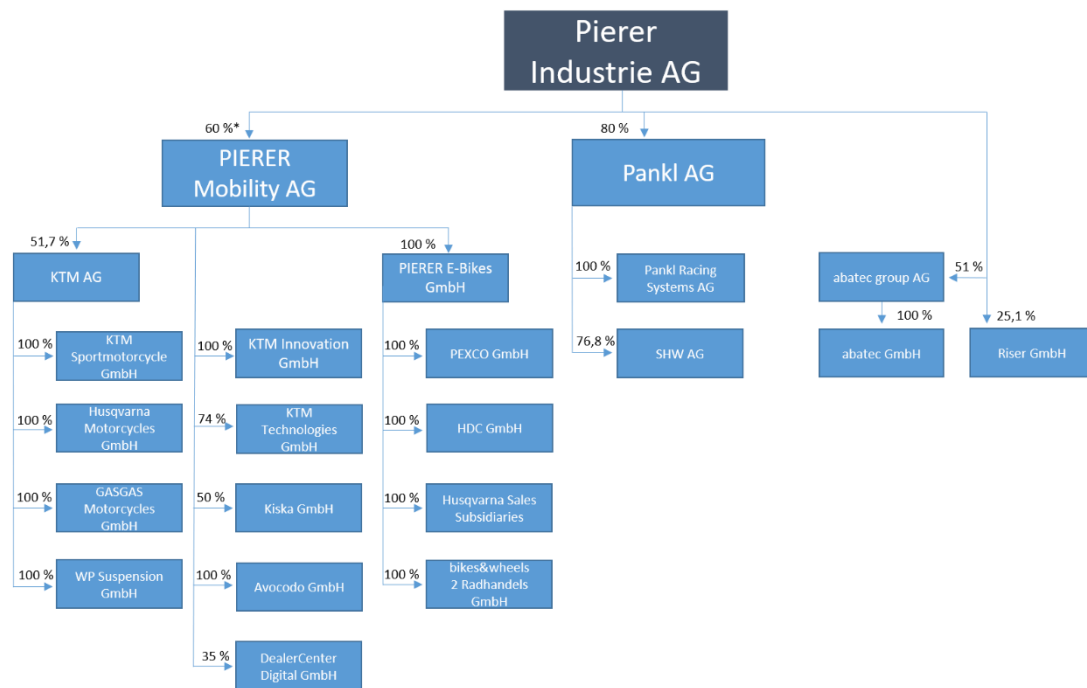 Pierer
Industrie AG
60 %*
80 %
PIERER
Mobility AG
Pankl AG
51,7 %
100 %
KTM AG
PIERER E-Bikes
GmbH
100 %
Pankl Racing
Systems AG
abatec group AG
51 %
100 %
25,1 %
100 %
KTM
Sportmotorcycle
GmbH
100 %
KTM Innovation
GmbH
100 %
PEXCO GmbH
76,8 %
SHW AG
abatec GmbH
Riser GmbH
100 %
Husqvarna
Motorcycles
GmbH
74 %
KTM
Technologies
GmbH
100 %
HDC GmbH
100 %
GASGAS
Motorcycles
GmbH
50 %
Kiska GmbH
100 %
Husqvarna Sales
Subsidiaries
100 %
WP Suspension
GmbH
100 %
Avocodo GmbH
100 %
bikes&wheels
2 Radhandels
GmbH
35 %
DealerCenter
Digital GmbH